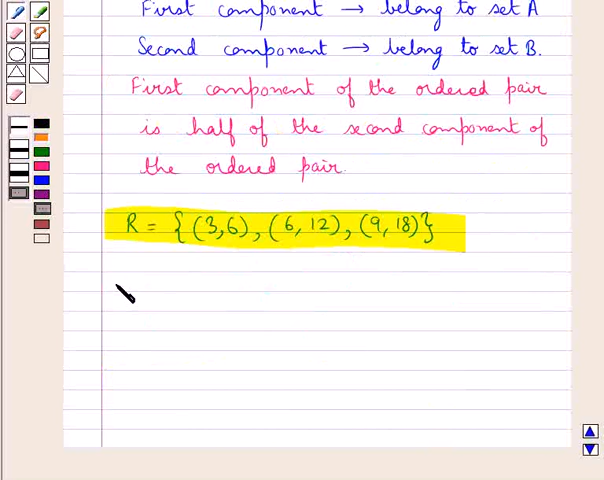 First component → belong to set A
Second component → belong to set B.
First component of the ordered pair
is half of the second component of
the ordered pair.
R = { (3,6), (6, 12), (9, 18)}